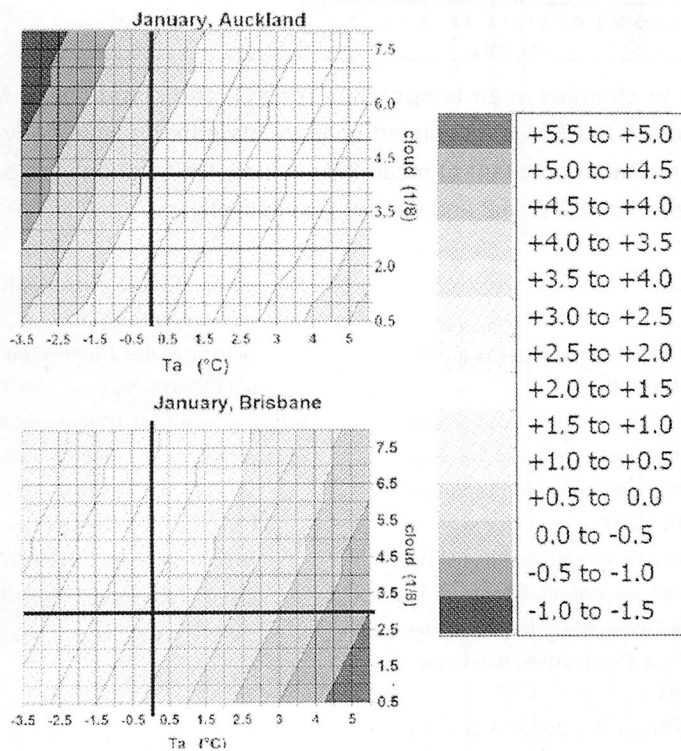 January, Auckland
7.5
6.0
4.5
3.5
2.0
0.5
cloud (1/8)
-3.5 -2.5 -1.5 -0.5 0.5 1.5 2.5 3 4 5
Ta (°C)
January, Brisbane
7.5
6.5
5.5
4.5
3.5
2.5
1.5
0.5
cloud (1/8)
-3.5 -2.5 -1.5 -0.5 0.5 1.5 2.5 3 4 5
Ta (°C)
+5.5 to +5.0
+5.0 to +4.5
+4.5 to +4.0
+4.0 to +3.5
+3.5 to +4.0
+3.0 to +2.5
+2.5 to +2.0
+2.0 to +1.5
+1.5 to +1.0
+1.0 to +0.5
+0.5 to 0.0
0.0 to -0.5
-0.5 to -1.0
-1.0 to -1.5